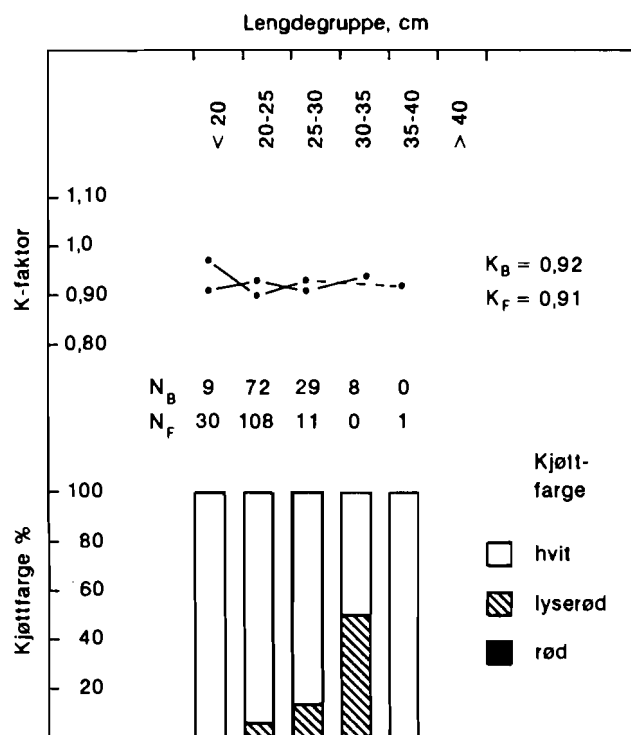 Lengdegruppe, cm
< 20
20-25
25-30
30-35
35-40
> 40
K-faktor
1,10
1,0
0,90
0,80
K_B = 0,92
K_F = 0,91
N_B 9 72 29 8 0
N_F 30 108 11 0 1
Kjøttfarge %
100
80
60
40
20
Kjøtt-
farge
hvit
lyserød
rød